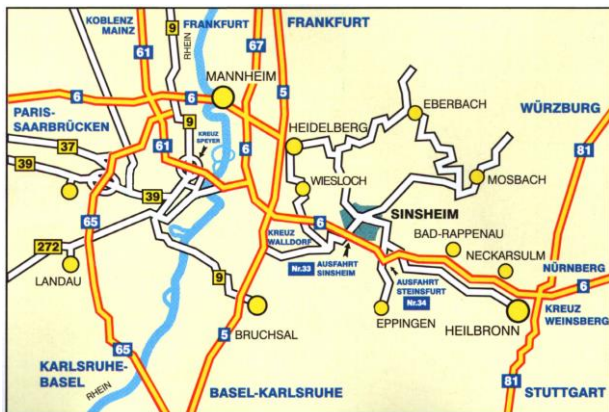 KOBLENZ
MAINZ
9
FRANKFURT
FRANKFURT
61
RHEIN
67
6
MANNHEIM
6
5
PARIS-
SAARBRÜCKEN
9
KREUZ
SPEYER
HEIDELBERG
EBERBACH
WÜRZBURG
37
61
6
81
39
WIESLOCH
MOSBACH
39
65
SINSHEIM
6
KREUZ
WALLDORF
BAD-RAPPENAU
272
Nr.33
AUSFAHRT
SINSHEIM
NECKARSULM
NÜRNBERG
LANDAU
9
AUSFAHRT
STEINSFURT
Nr.34
6
EPPINGEN
HEILBRONN
KREUZ
WEINSBERG
5
BRUCHSAL
65
KARLSRUHE-
BASEL
RHEIN
BASEL-KARLSRUHE
81
STUTTGART